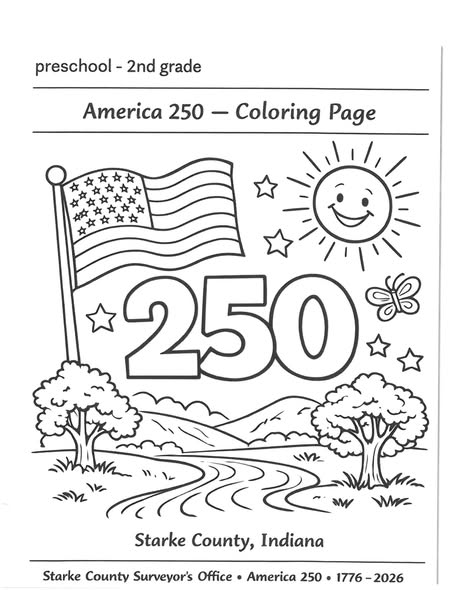 preschool - 2nd grade
America 250 — Coloring Page
250
Starke County, Indiana
Starke County Surveyor's Office • America 250 • 1776–2026